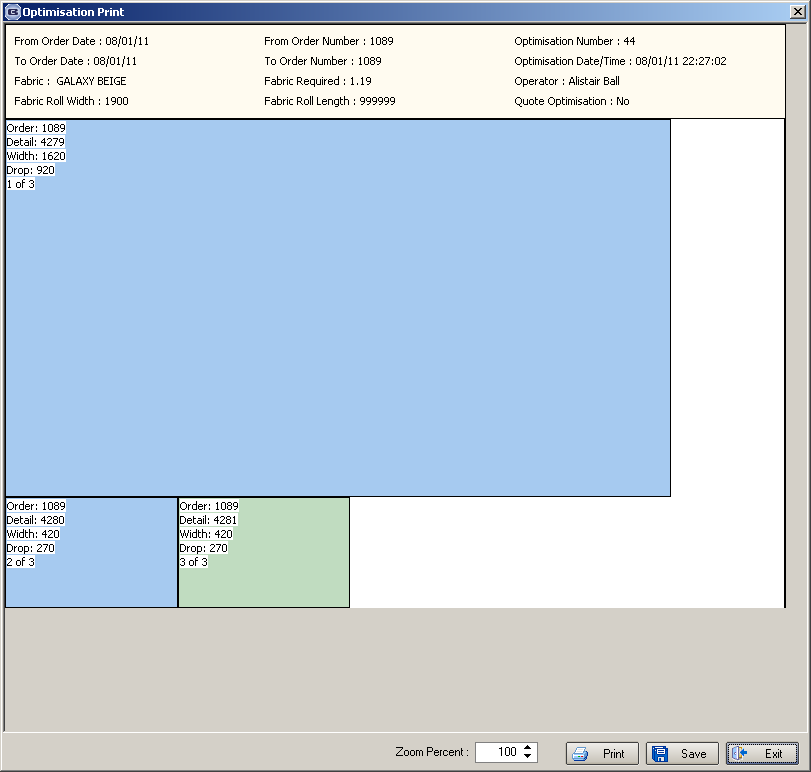 Optimisation Print
From Order Date : 08/01/11
From Order Number : 1089
Optimisation Number : 44
To Order Date : 08/01/11
To Order Number : 1089
Optimisation Date/Time : 08/01/11 22:27:02
Fabric : GALAXY BEIGE
Fabric Required : 1.19
Operator : Alistair Ball
Fabric Roll Width : 1900
Fabric Roll Length : 999999
Quote Optimisation : No
Order: 1089
Detail: 4279
Width: 1620
Drop: 920
1 of 3
Order: 1089
Detail: 4280
Width: 420
Drop: 270
2 of 3
Order: 1089
Detail: 4281
Width: 420
Drop: 270
3 of 3
Zoom Percent :
100
Print
Save
Exit